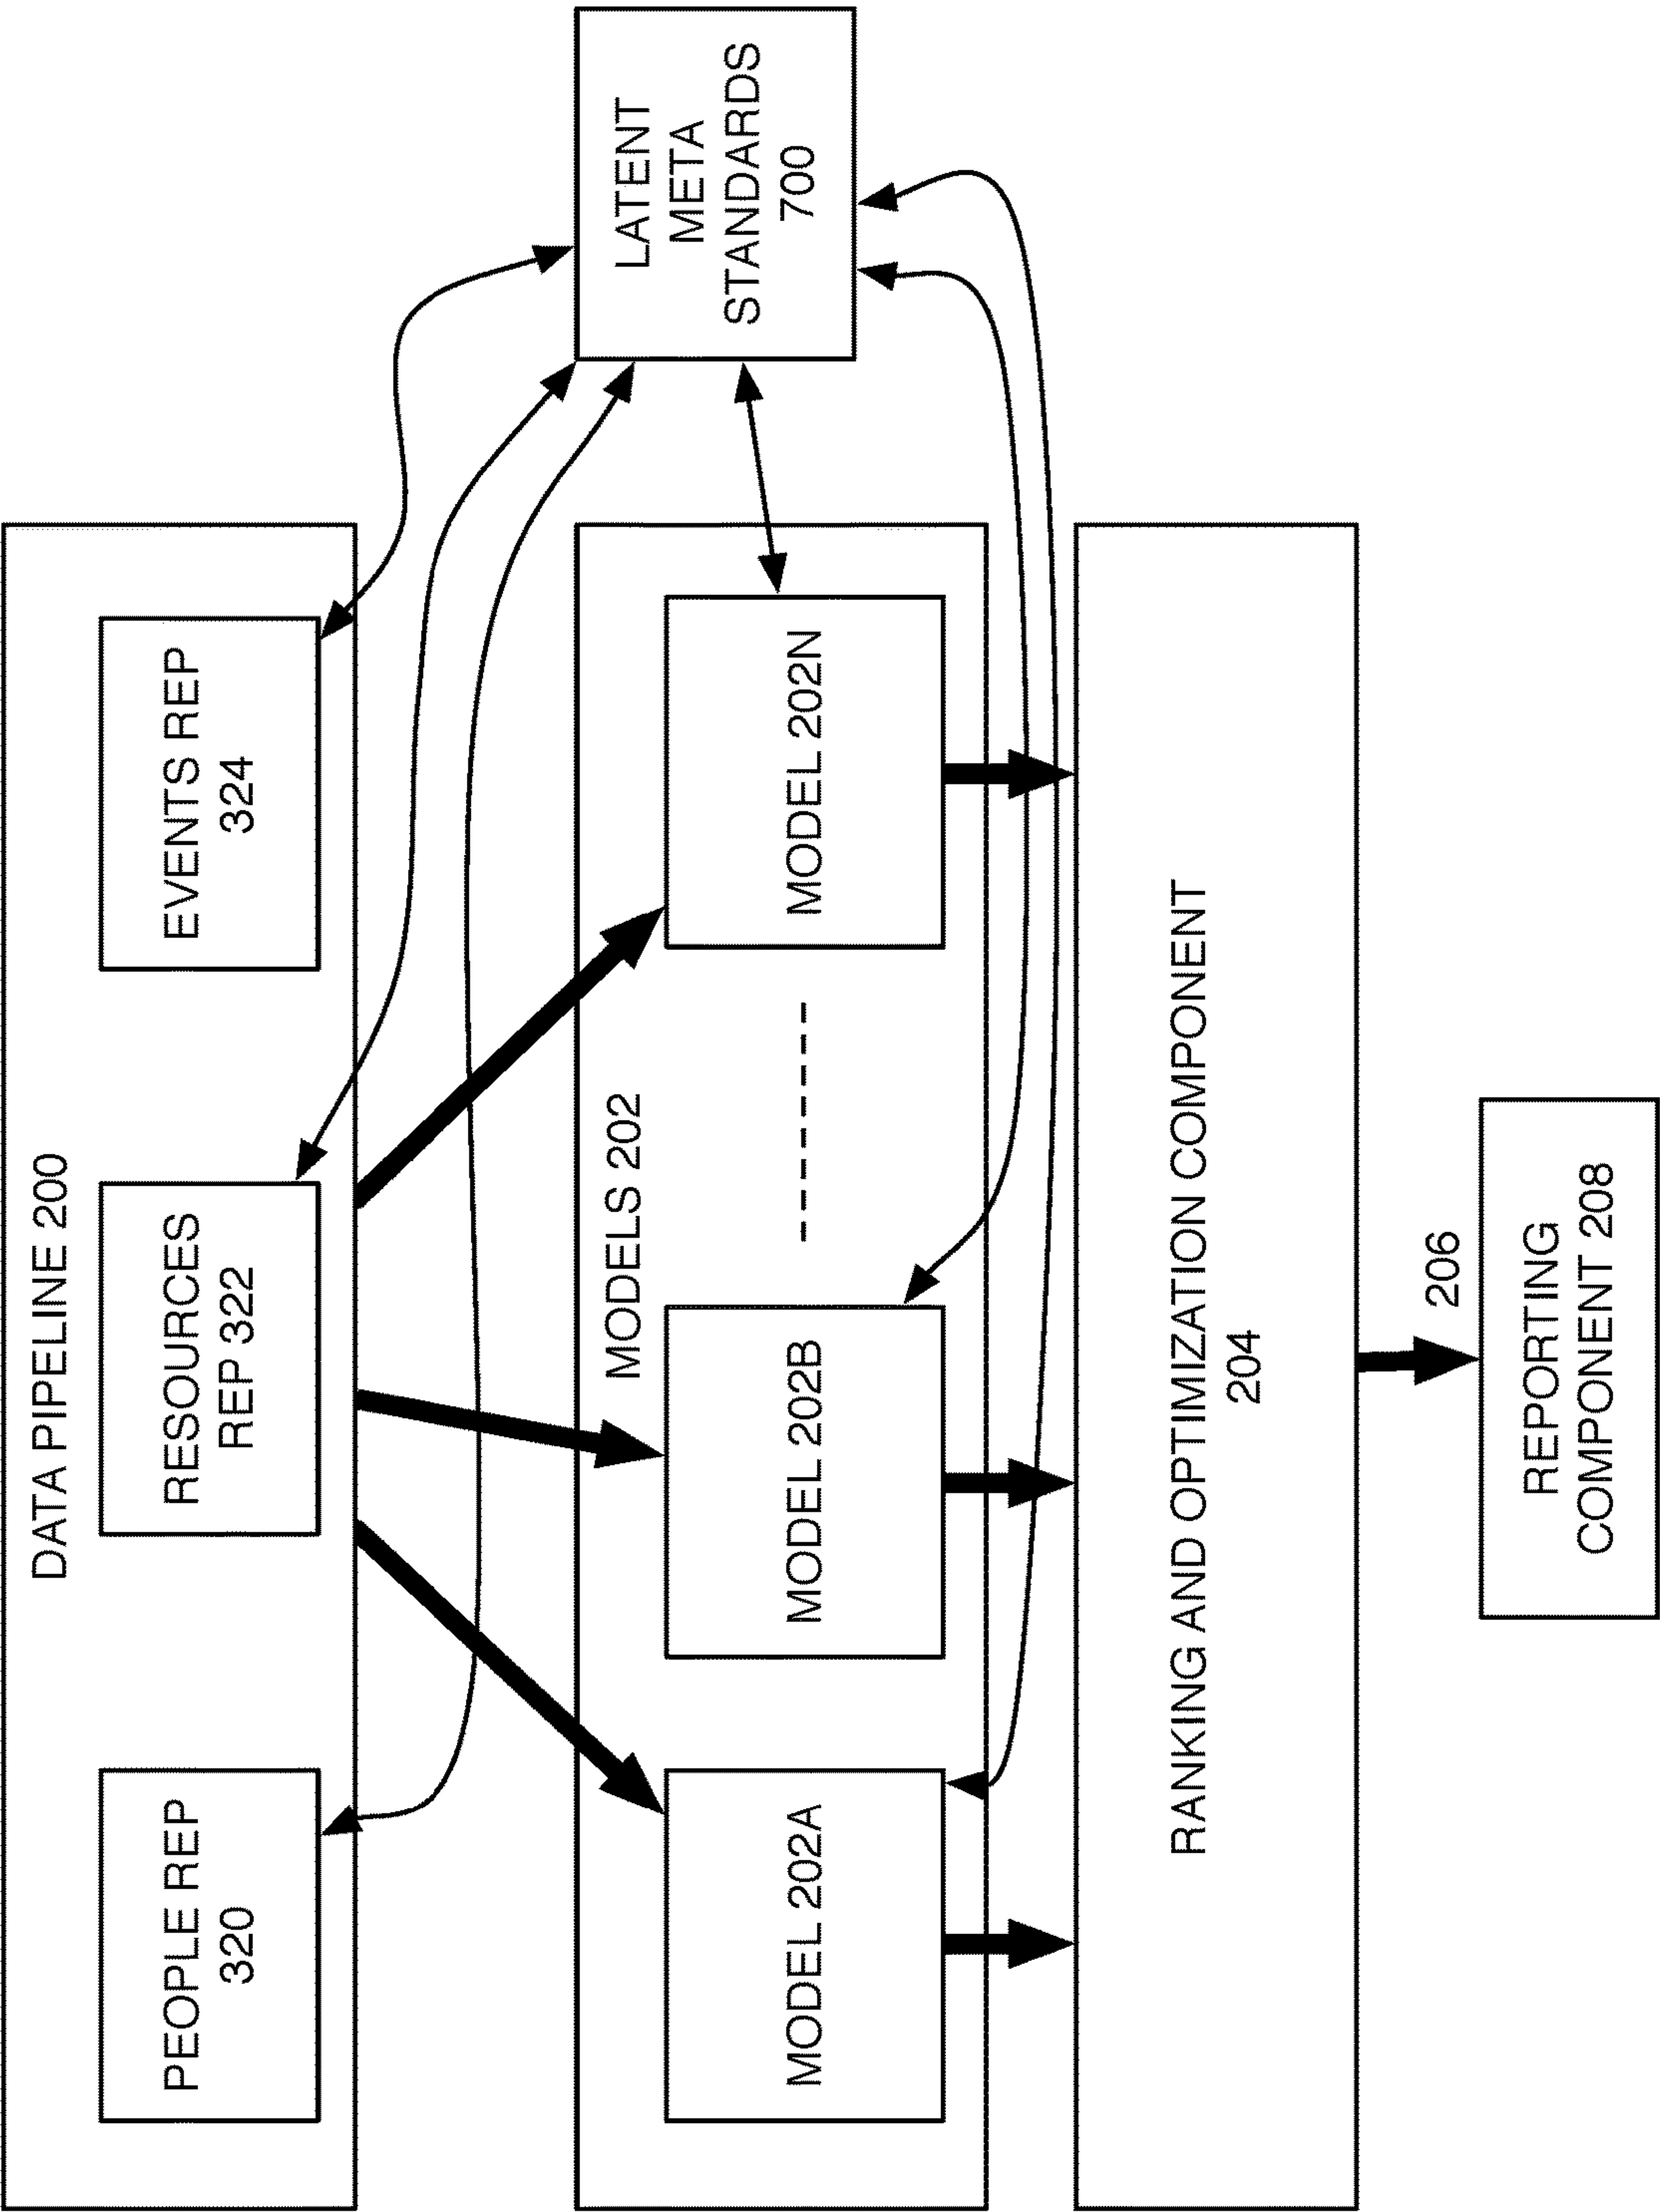 DATA PIPELINE 200
PEOPLE REP
320
RESOURCES
REP 322
EVENTS REP
324
MODELS 202
MODEL 202A
MODEL 202B
MODEL 202N
LATENT
META
STANDARDS
700
RANKING AND OPTIMIZATION COMPONENT
204
206
REPORTING
COMPONENT 208